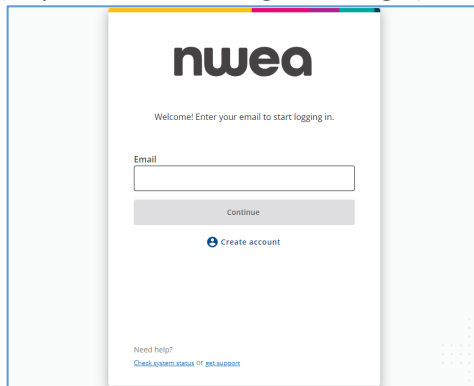 nwea
Welcome! Enter your email to start logging in.
Email
Continue
Create account
Need help?
Check system status or get support